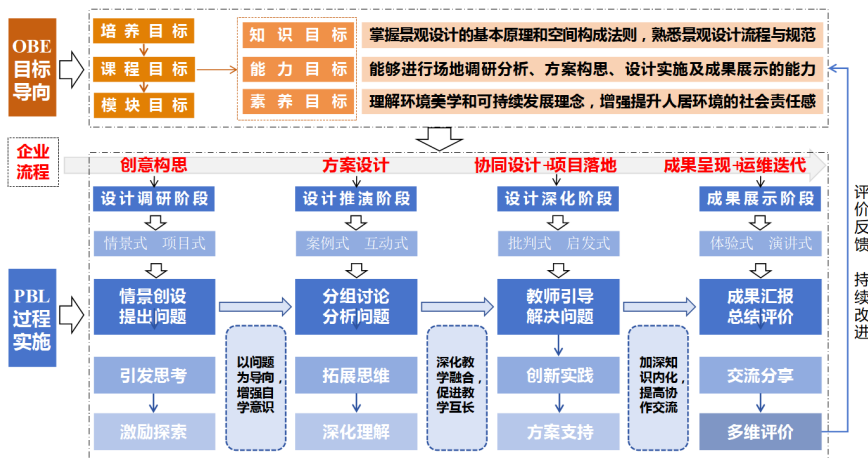 OBE
目标
导向
培养目标
课程目标
模块目标
知识目标
掌握景观设计的基本原理和空间构成法则，熟悉景观设计流程与规范
能力目标
能够进行场地调研分析、方案构思、设计实施及成果展示的能力
素养目标
理解环境美学和可持续发展理念，增强提升人居环境的社会责任感
企业
流程
创意构思
方案设计
协同设计+项目落地
成果呈现+运维迭代
设计调研阶段
设计推演阶段
设计深化阶段
成果展示阶段
情景式 项目式
案例式 互动式
批判式 启发式
体验式 演讲式
PBL
过程
实施
情景创设
提出问题
分组讨论
分析问题
教师引导
解决问题
成果汇报
总结评价
以问题
为导向，
增强自
学意识
深化教
学融合，
促进教
学互长
加深知
识内化，
提高协
作交流
引发思考
拓展思维
创新实践
交流分享
激励探索
深化理解
方案支持
多维评价
评价反馈 持续改进